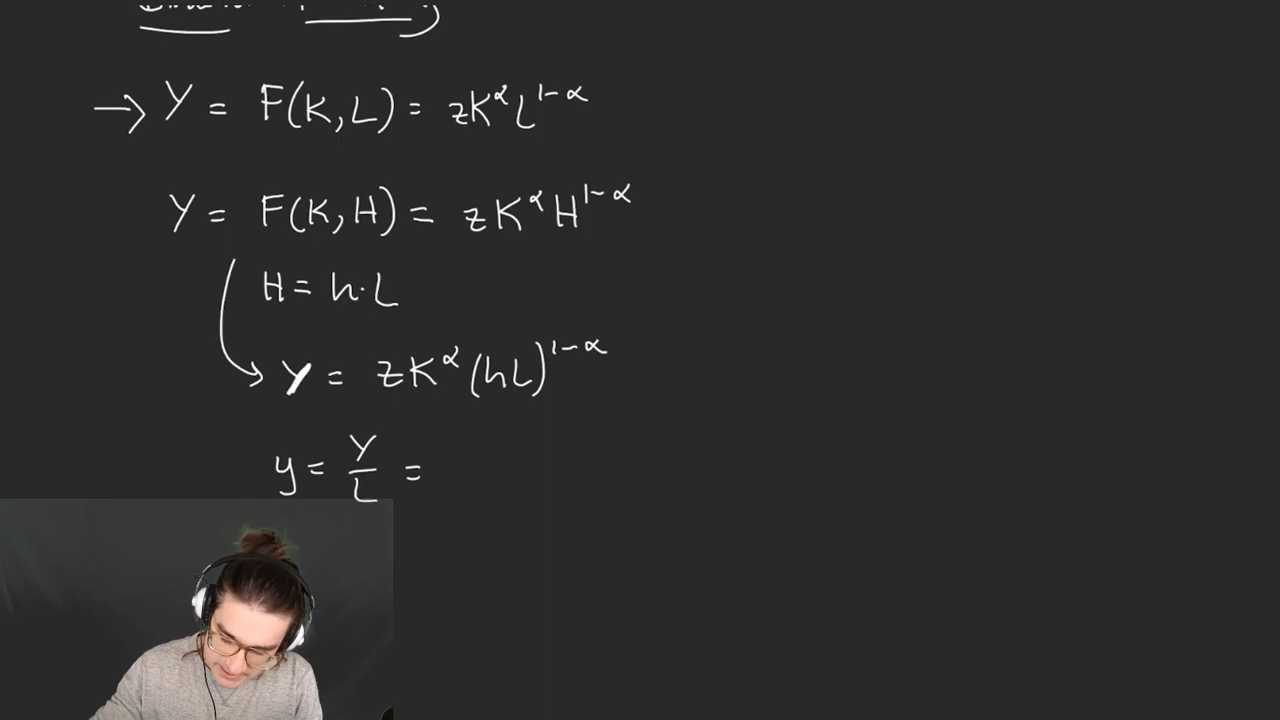 → Y = F(K,L) = zK^α L^{1-α}
Y = F(K,H) = zK^α H^{1-α}
H = h·L
→ Y = zK^α (hL)^{1-α}
y = Y/L =